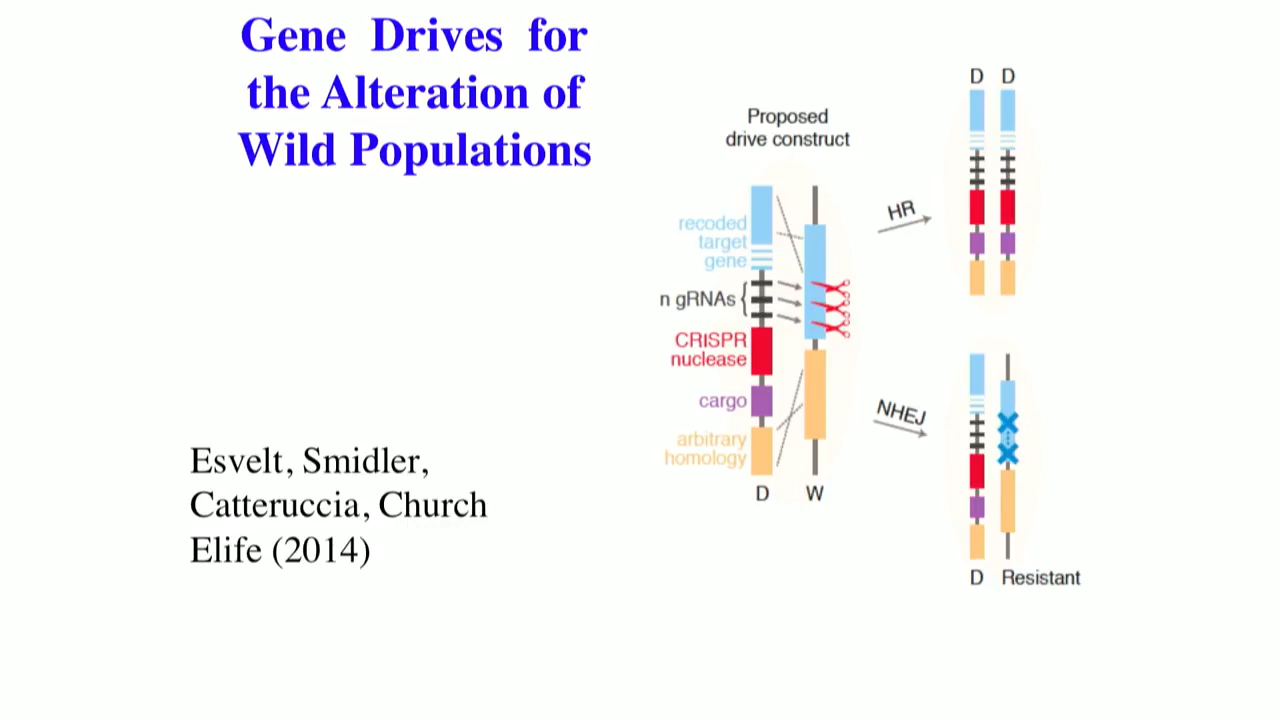 Gene Drives for
the Alteration of
Wild Populations
Esvelt, Smidler,
Catteruccia, Church
Elife (2014)
Proposed
drive construct
recoded
target
gene
n gRNAs
CRISPR
nuclease
cargo
arbitrary
homology
D W
HR
D D
NHEJ
D Resistant